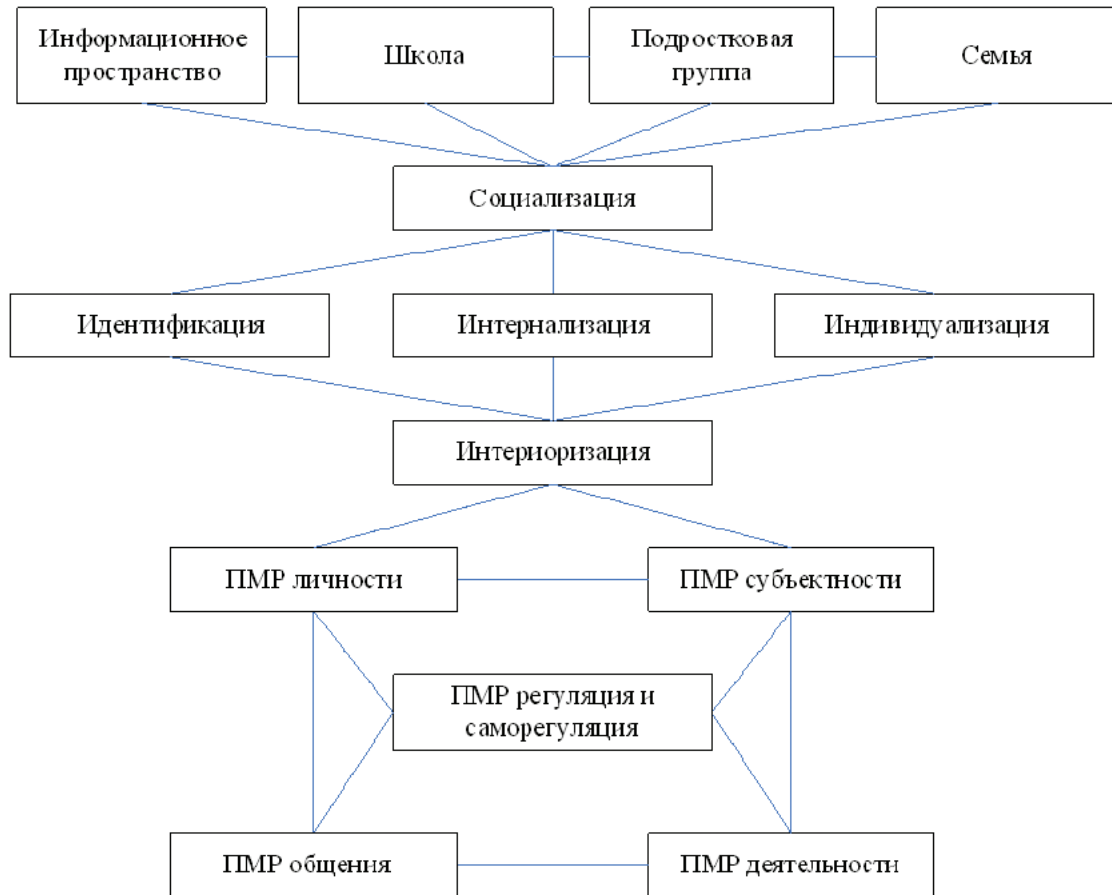 Информационное
пространство
Школа
Подростковая
группа
Семья
Социализация
Идентификация
Интернализация
Индивидуализация
Интериоризация
ПМР личности
ПМР субъектности
ПМР регуляция и
саморегуляция
ПМР общения
ПМР деятельности